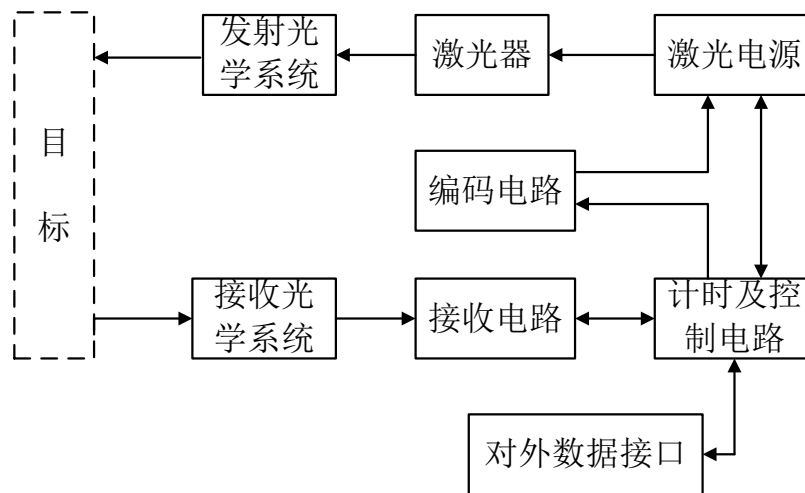 发射光
学系统
激光器
激光电源
目
标
编码电路
接收光
学系统
接收电路
计时及控
制电路
对外数据接口